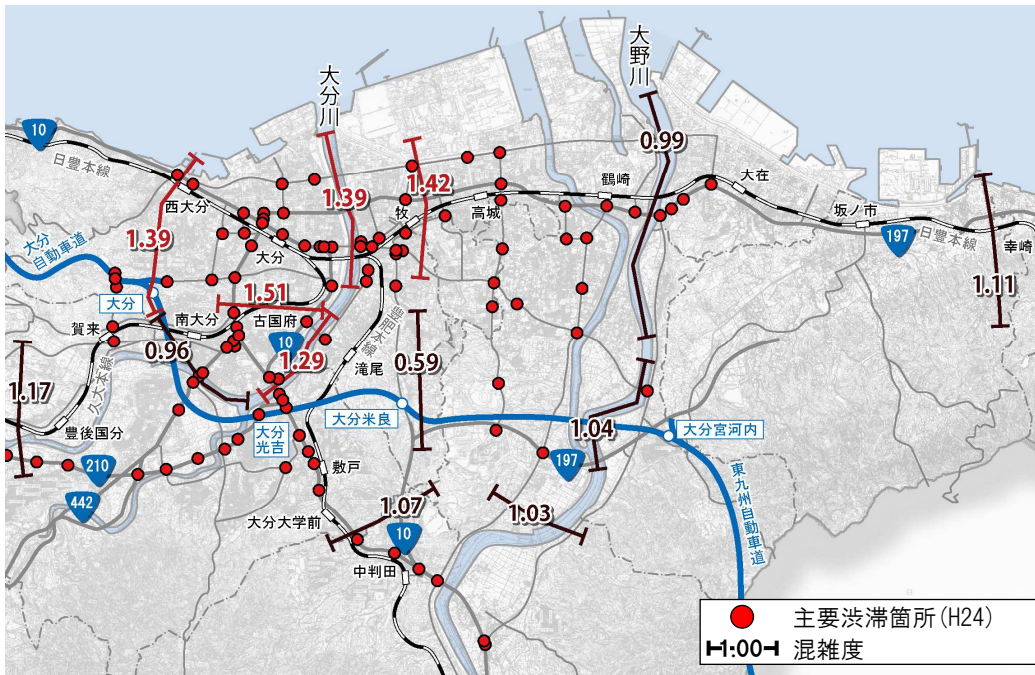 大分川
大野川
10
日豊本線
0.99
1.39
1.42
西大分
牧
高城
鶴崎
大在
坂ノ市
197
日豊本線
幸崎
大分
自動車道
1.39
大分
大分
1.11
賀来
南大分
1.51
古国府
10
1.29
豊肥本線
滝尾
0.59
0.96
久大本線
1.17
豊後国分
大分
光吉
大分米良
大分宮河内
1.04
197
210
442
敷戸
大分大学前
1.07
10
1.03
中判田
東九州自動車道
主要渋滞箇所(H24)
1.00
混雑度